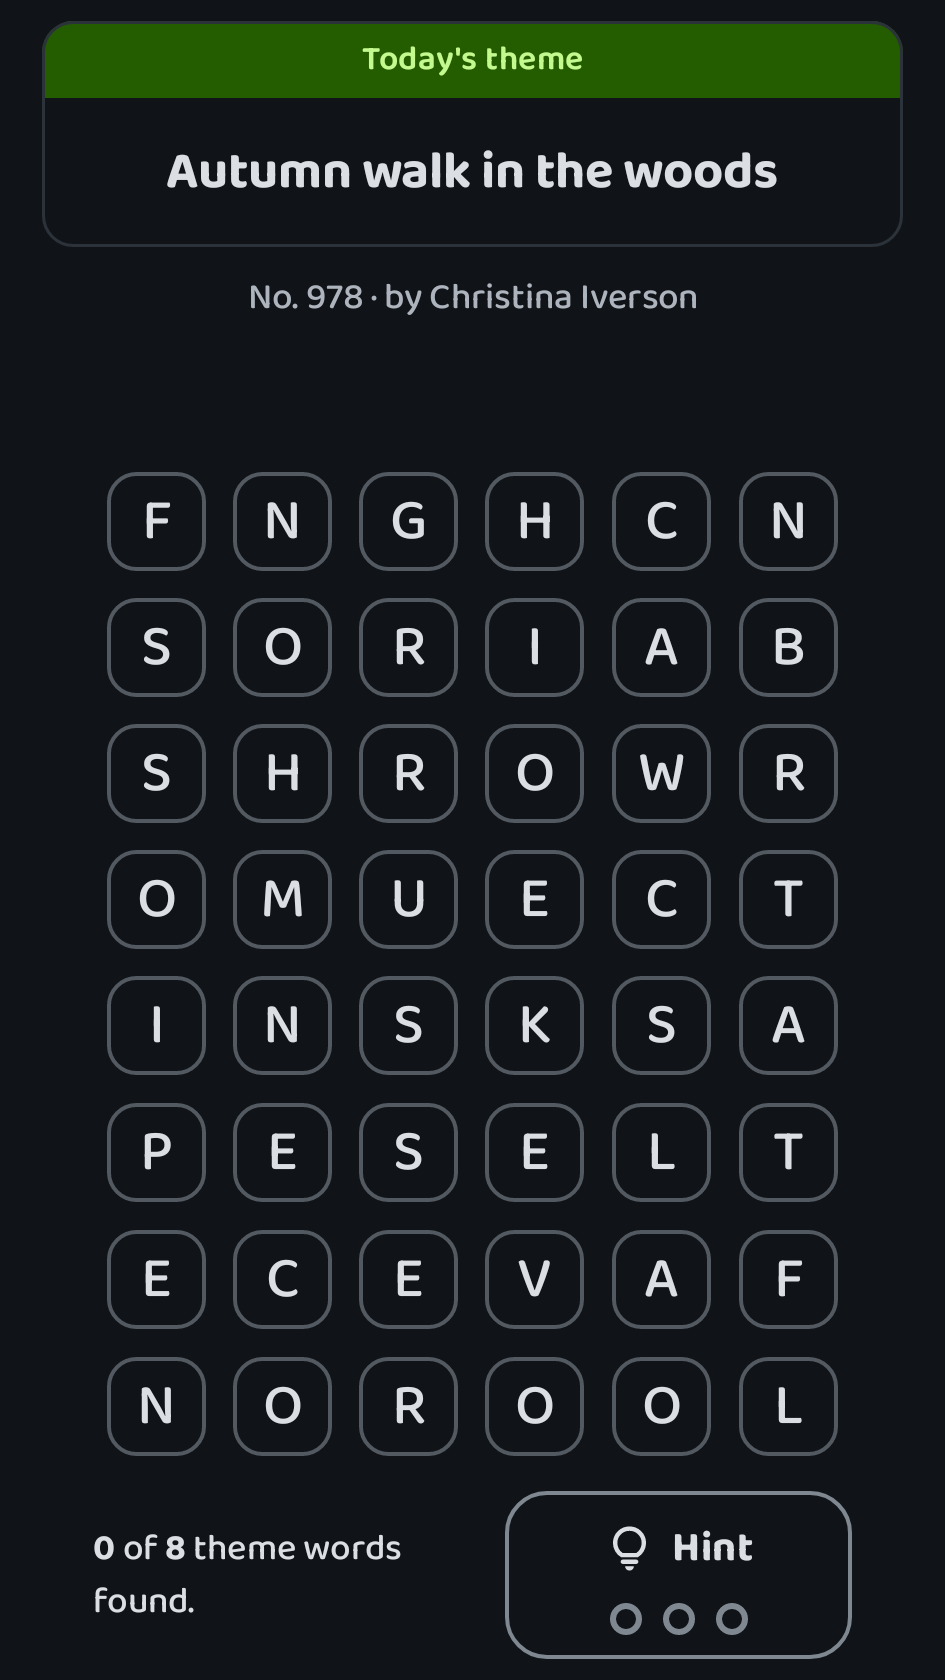 Today's theme
Autumn walk in the woods
No. 978 · by Christina Iverson
F N G H C N
S O R I A B
S H R O W R
O M U E C T
I N S K S A
P E S E L T
E C E V A F
N O R O O L
0 of 8 theme words
found.
Hint